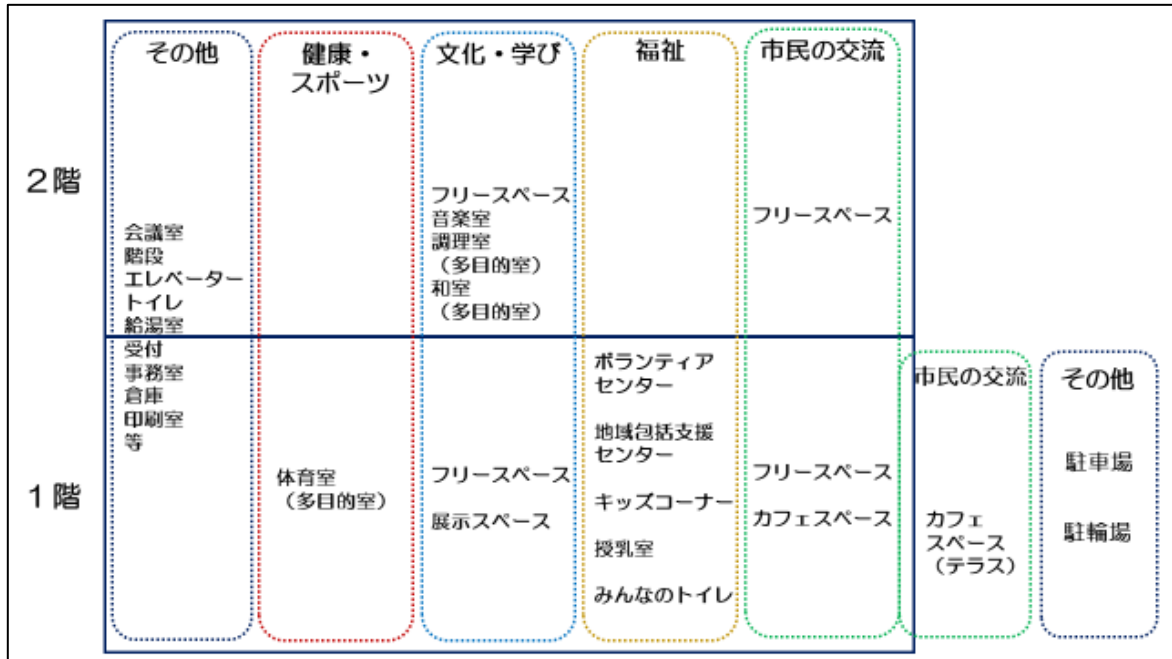 その他
健康・
スポーツ
文化・学び
福祉
市民の交流
2階
会議室
階段
エレベーター
トイレ
給湯室
受付
事務室
倉庫
印刷室
等
フリースペース
音楽室
調理室
（多目的室）
和室
（多目的室）
フリースペース
1階
体育室
（多目的室）
フリースペース
展示スペース
ボランティア
センター
地域包括支援
センター
キッズコーナー
授乳室
みんなのトイレ
フリースペース
カフェスペース
市民の交流
カフェ
スペース
（テラス）
その他
駐車場
駐輪場